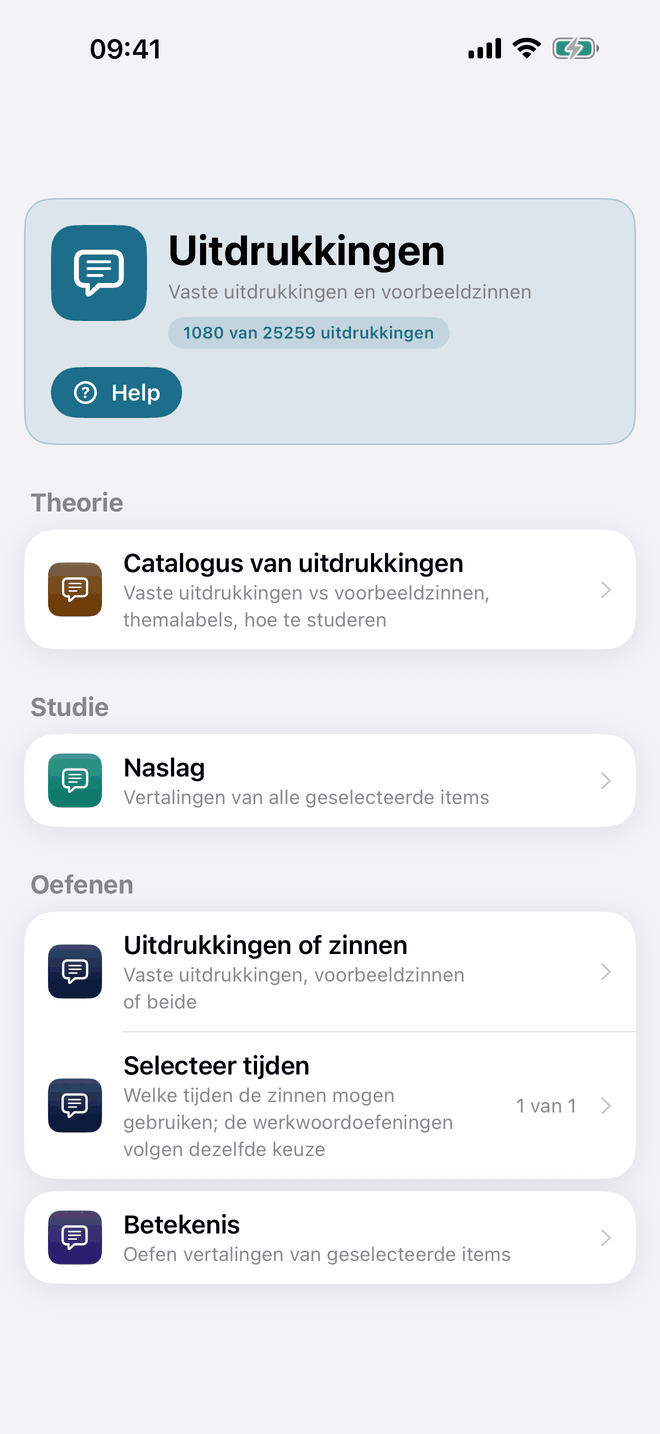 09:41
Uitdrukkingen
Vaste uitdrukkingen en voorbeeldzinnen
1080 van 25259 uitdrukkingen
Help
Theorie
Catalogus van uitdrukkingen
Vaste uitdrukkingen vs voorbeeldzinnen,
themalabels, hoe te studeren
Studie
Naslag
Vertalingen van alle geselecteerde items
Oefenen
Uitdrukkingen of zinnen
Vaste uitdrukkingen, voorbeeldzinnen
of beide
Selecteer tijden
Welke tijden de zinnen mogen
gebruiken; de werkwoordoefeningen
volgen dezelfde keuze
1 van 1
Betekenis
Oefen vertalingen van geselecteerde items